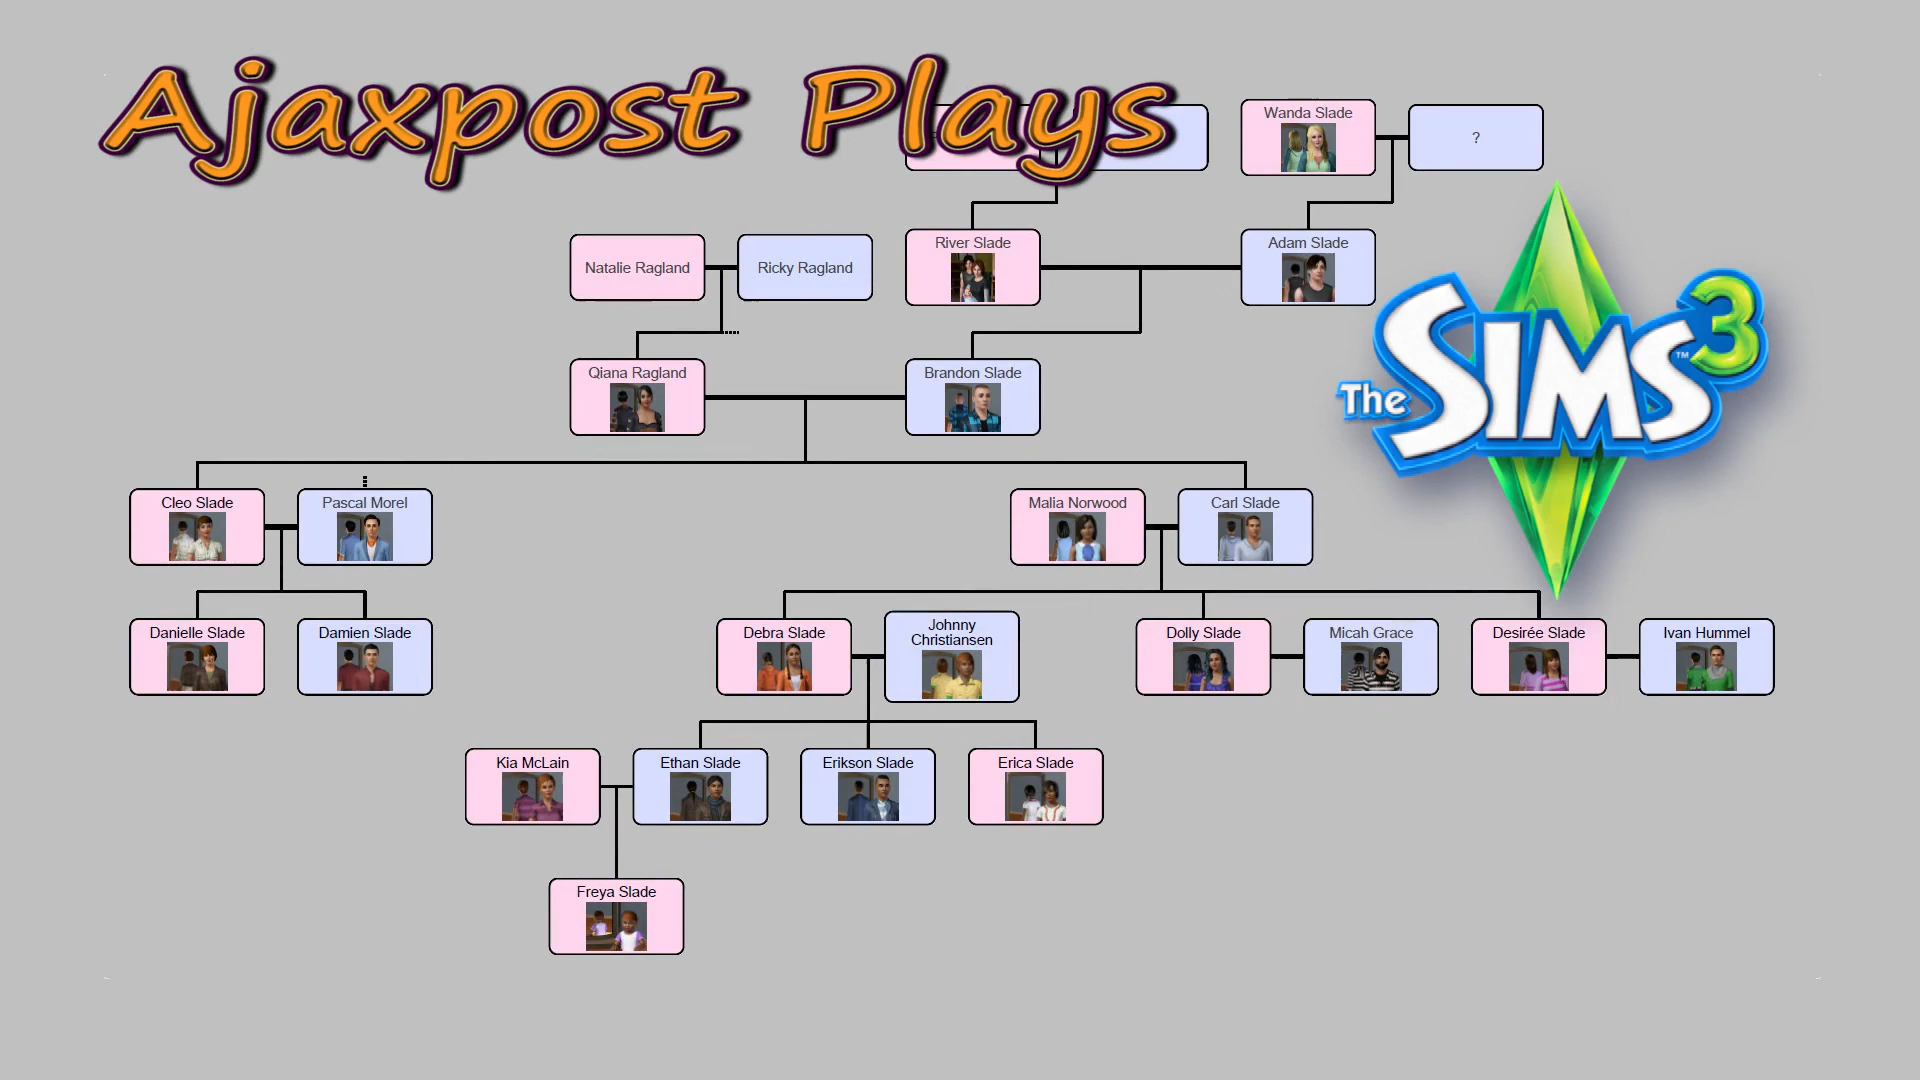 Ajaxpost Plays
Wanda Slade
?
Natalie Ragland
Ricky Ragland
River Slade
Adam Slade
The SIMS™ 3
Qiana Ragland
Brandon Slade
Cleo Slade
Pascal Morel
Malia Norwood
Carl Slade
Danielle Slade
Damien Slade
Debra Slade
Johnny
Christiansen
Dolly Slade
Micah Grace
Desirée Slade
Ivan Hummel
Kia McLain
Ethan Slade
Erikson Slade
Erica Slade
Freya Slade